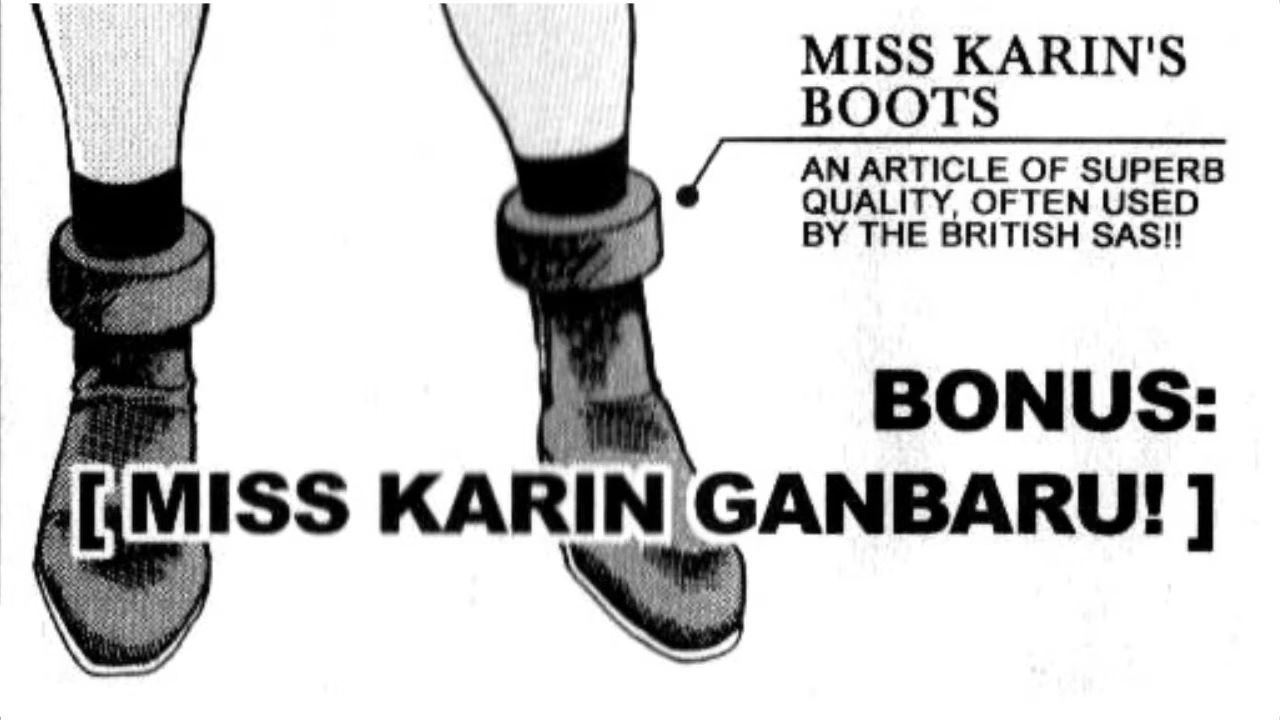 MISS KARIN'S
BOOTS
AN ARTICLE OF SUPERB
QUALITY, OFTEN USED
BY THE BRITISH SAS!!
BONUS:
[ MISS KARIN GANBARU! ]